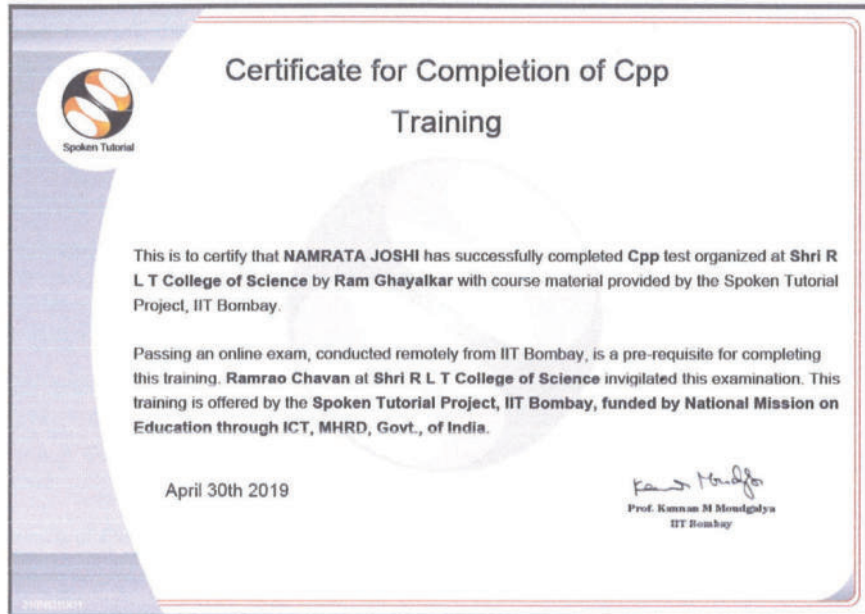 Certificate for Completion of Cpp
Training
Spoken Tutorial
This is to certify that NAMRATA JOSHI has successfully completed Cpp test organized at Shri R
L T College of Science by Ram Ghayalkar with course material provided by the Spoken Tutorial
Project, IIT Bombay.
Passing an online exam, conducted remotely from IIT Bombay, is a pre-requisite for completing
this training. Ramrao Chavan at Shri R L T College of Science invigilated this examination. This
training is offered by the Spoken Tutorial Project, IIT Bombay, funded by National Mission on
Education through ICT, MHRD, Govt., of India.
April 30th 2019
Prof. Kannan M Moudgalya
IIT Bombay